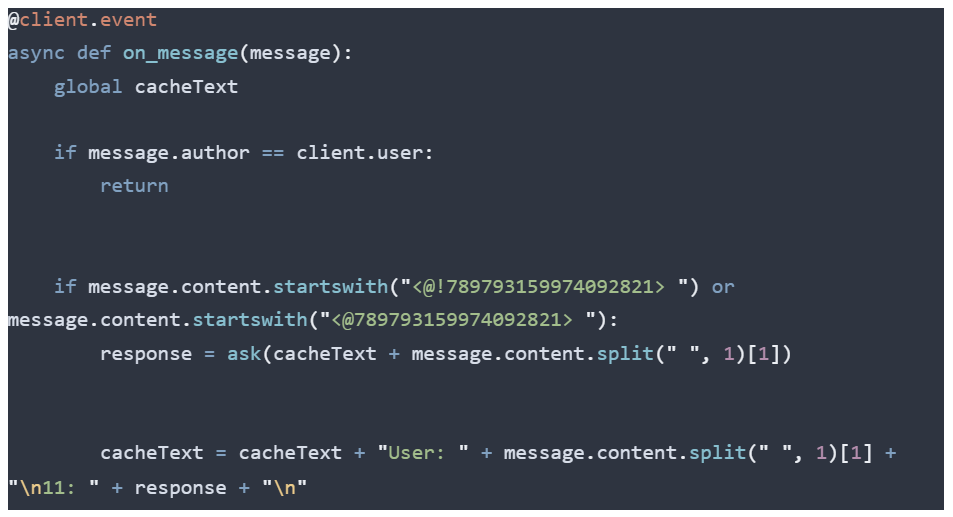 @client.event
async def on_message(message):
    global cacheText
    if message.author == client.user:
        return
    if message.content.startswith("<@!789793159974092821> ") or
message.content.startswith("<@789793159974092821> "):
        response = ask(cacheText + message.content.split(" ", 1)[1])
        cacheText = cacheText + "User: " + message.content.split(" ", 1)[1] +
"\n11: " + response + "\n"